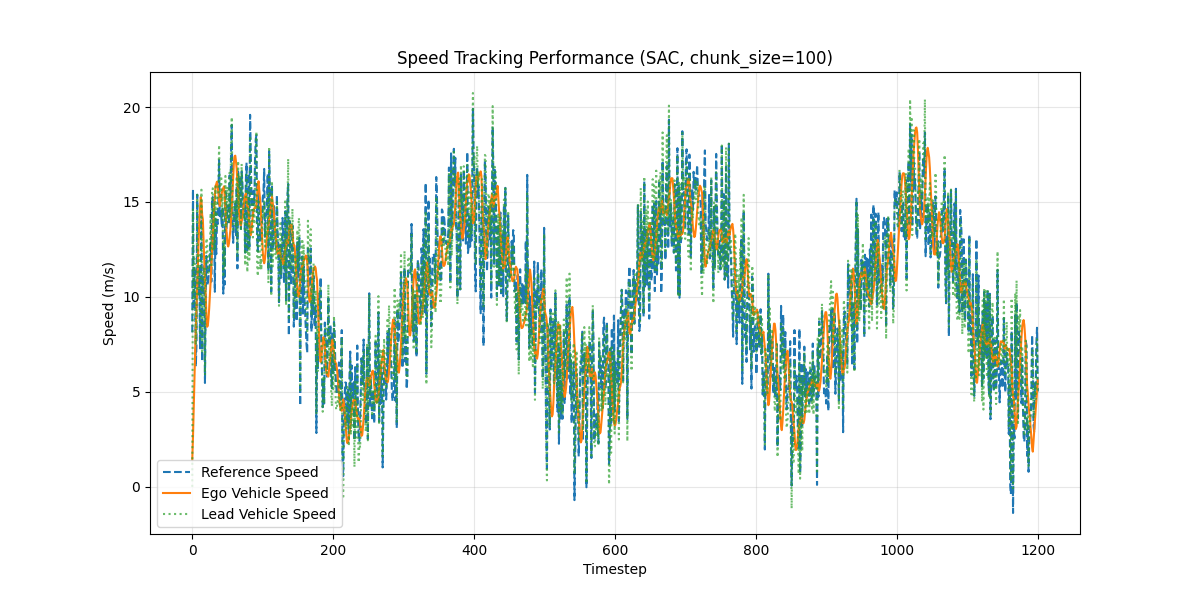 Speed Tracking Performance (SAC, chunk_size=100)
Speed (m/s)
20
15
10
5
0
Reference Speed
Ego Vehicle Speed
Lead Vehicle Speed
0 200 400 600 800 1000 1200
Timestep